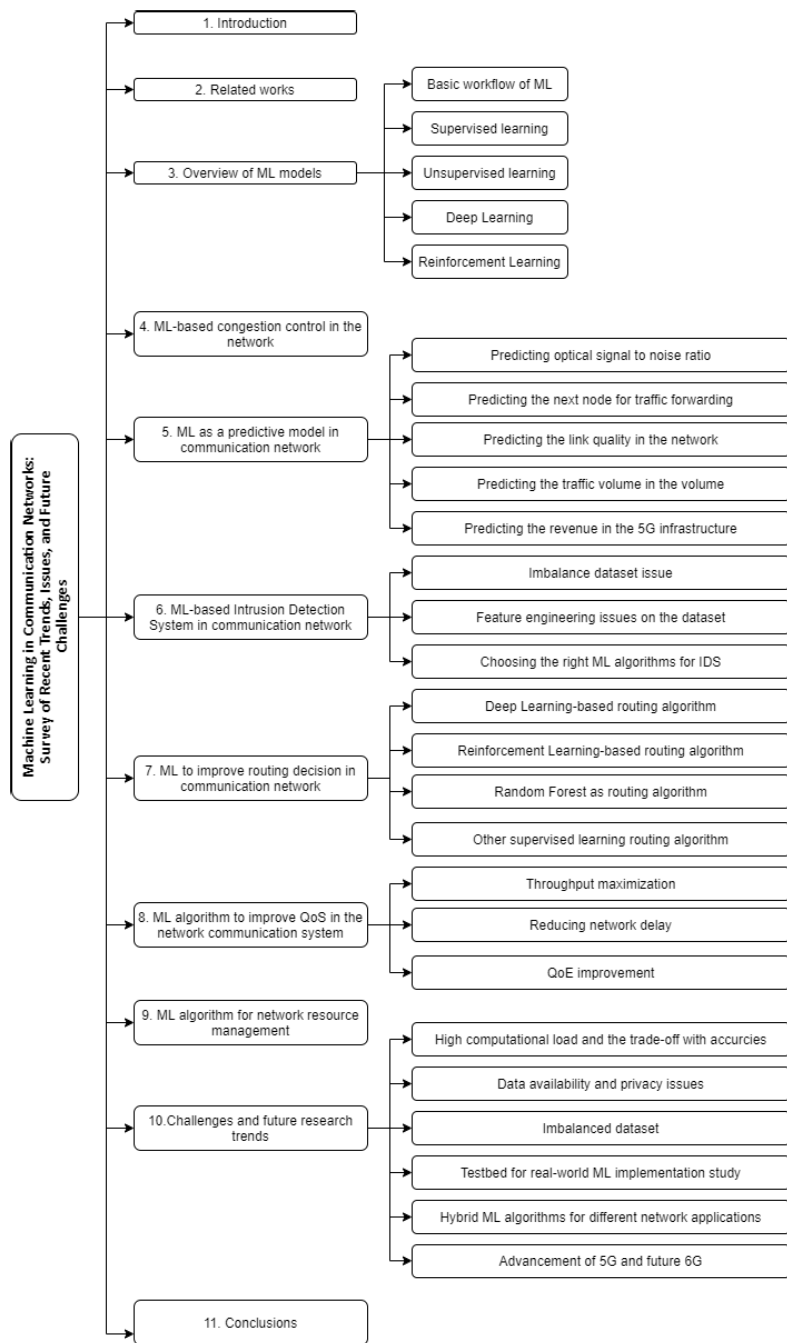 Machine Learning in Communication Networks:
Survey of Recent Trends, Issues, and Future
Challenges
1. Introduction
2. Related works
3. Overview of ML models
Basic workflow of ML
Supervised learning
Unsupervised learning
Deep Learning
Reinforcement Learning
4. ML-based congestion control in the
network
5. ML as a predictive model in
communication network
Predicting optical signal to noise ratio
Predicting the next node for traffic forwarding
Predicting the link quality in the network
Predicting the traffic volume in the volume
Predicting the revenue in the 5G infrastructure
6. ML-based Intrusion Detection
System in communication network
Imbalance dataset issue
Feature engineering issues on the dataset
Choosing the right ML algorithms for IDS
7. ML to improve routing decision in
communication network
Deep Learning-based routing algorithm
Reinforcement Learning-based routing algorithm
Random Forest as routing algorithm
Other supervised learning routing algorithm
8. ML algorithm to improve QoS in the
network communication system
Throughput maximization
Reducing network delay
QoE improvement
9. ML algorithm for network resource
management
10.Challenges and future research
trends
High computational load and the trade-off with accurcies
Data availability and privacy issues
Imbalanced dataset
Testbed for real-world ML implementation study
Hybrid ML algorithms for different network applications
Advancement of 5G and future 6G
11. Conclusions